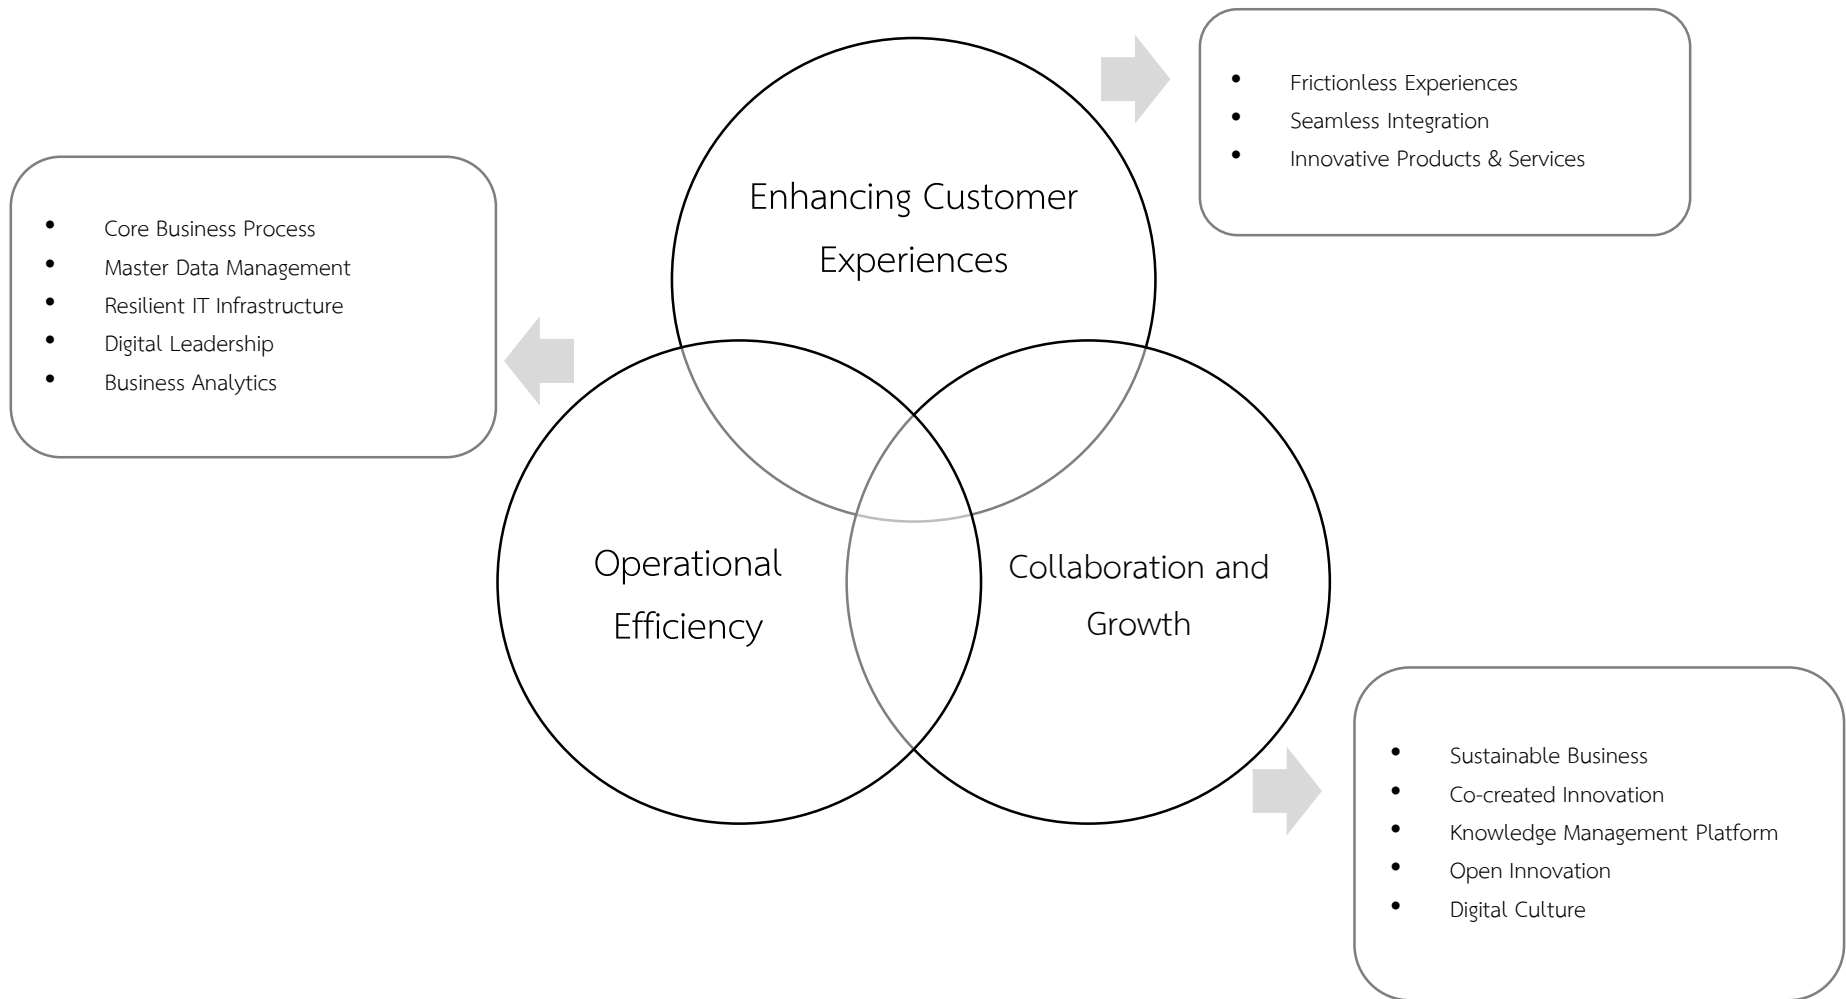 Enhancing Customer
Experiences
• Frictionless Experiences
• Seamless Integration
• Innovative Products & Services
• Core Business Process
• Master Data Management
• Resilient IT Infrastructure
• Digital Leadership
• Business Analytics
Operational
Efficiency
Collaboration and
Growth
• Sustainable Business
• Co-created Innovation
• Knowledge Management Platform
• Open Innovation
• Digital Culture